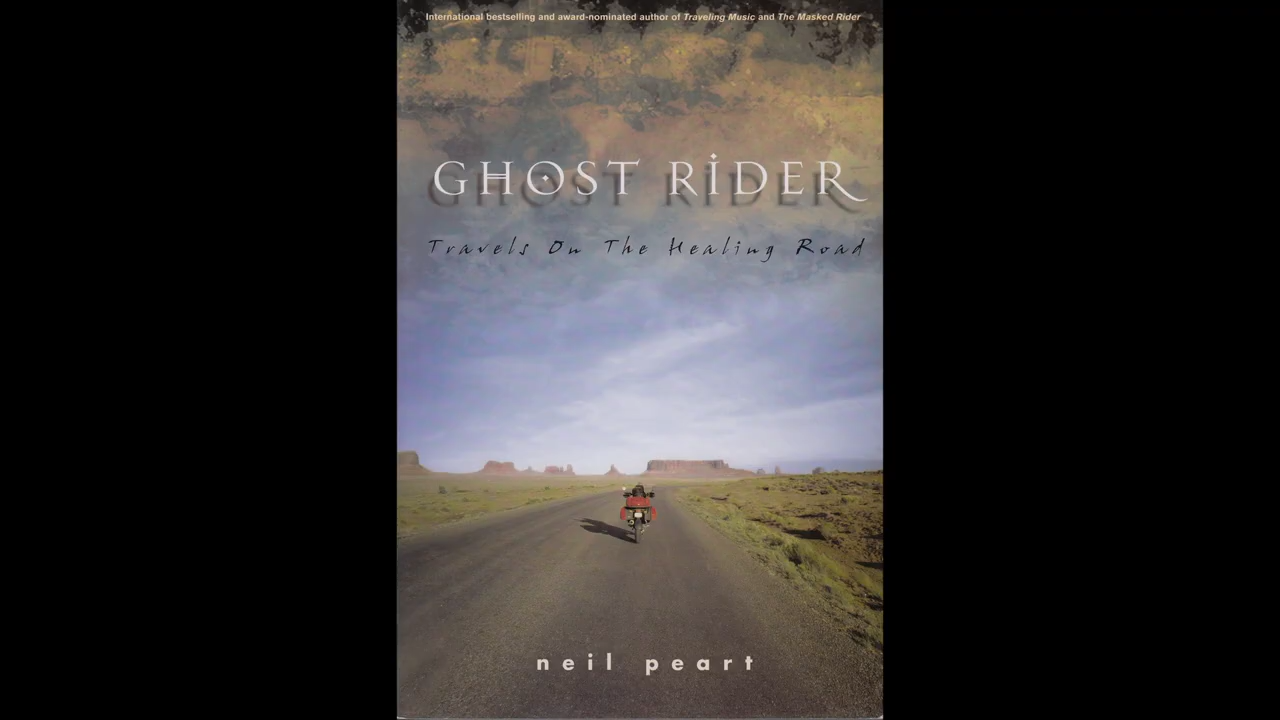 International bestselling and award-nominated author of Traveling Music and The Masked Rider
GHOST RIDER
Travels On The Healing Road
neil peart